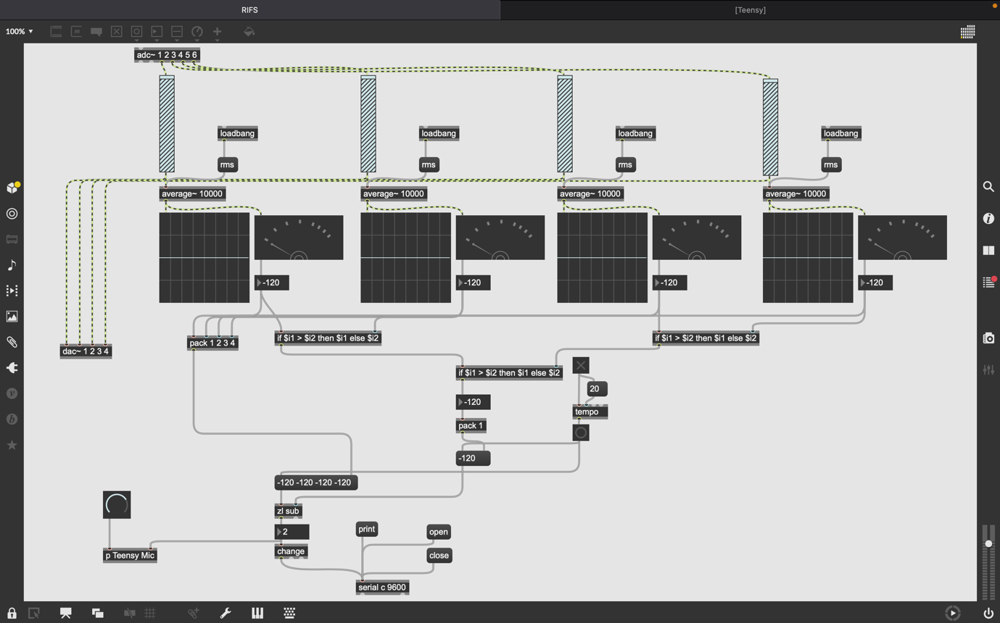 RIFS
[Teensy]
100%
adc~ 1 2 3 4 5 6
loadbang
loadbang
loadbang
loadbang
rms
rms
rms
rms
average~ 10000
average~ 10000
average~ 10000
average~ 10000
-120
-120
-120
-120
pack 1 2 3 4
if $i1 > $i2 then $i1 else $i2
if $i1 > $i2 then $i1 else $i2
dac~ 1 2 3 4
if $i1 > $i2 then $i1 else $i2
20
-120
tempo
pack 1
-120
-120 -120 -120 -120
zl sub
print
open
2
change
close
p Teensy Mic
serial c 9600